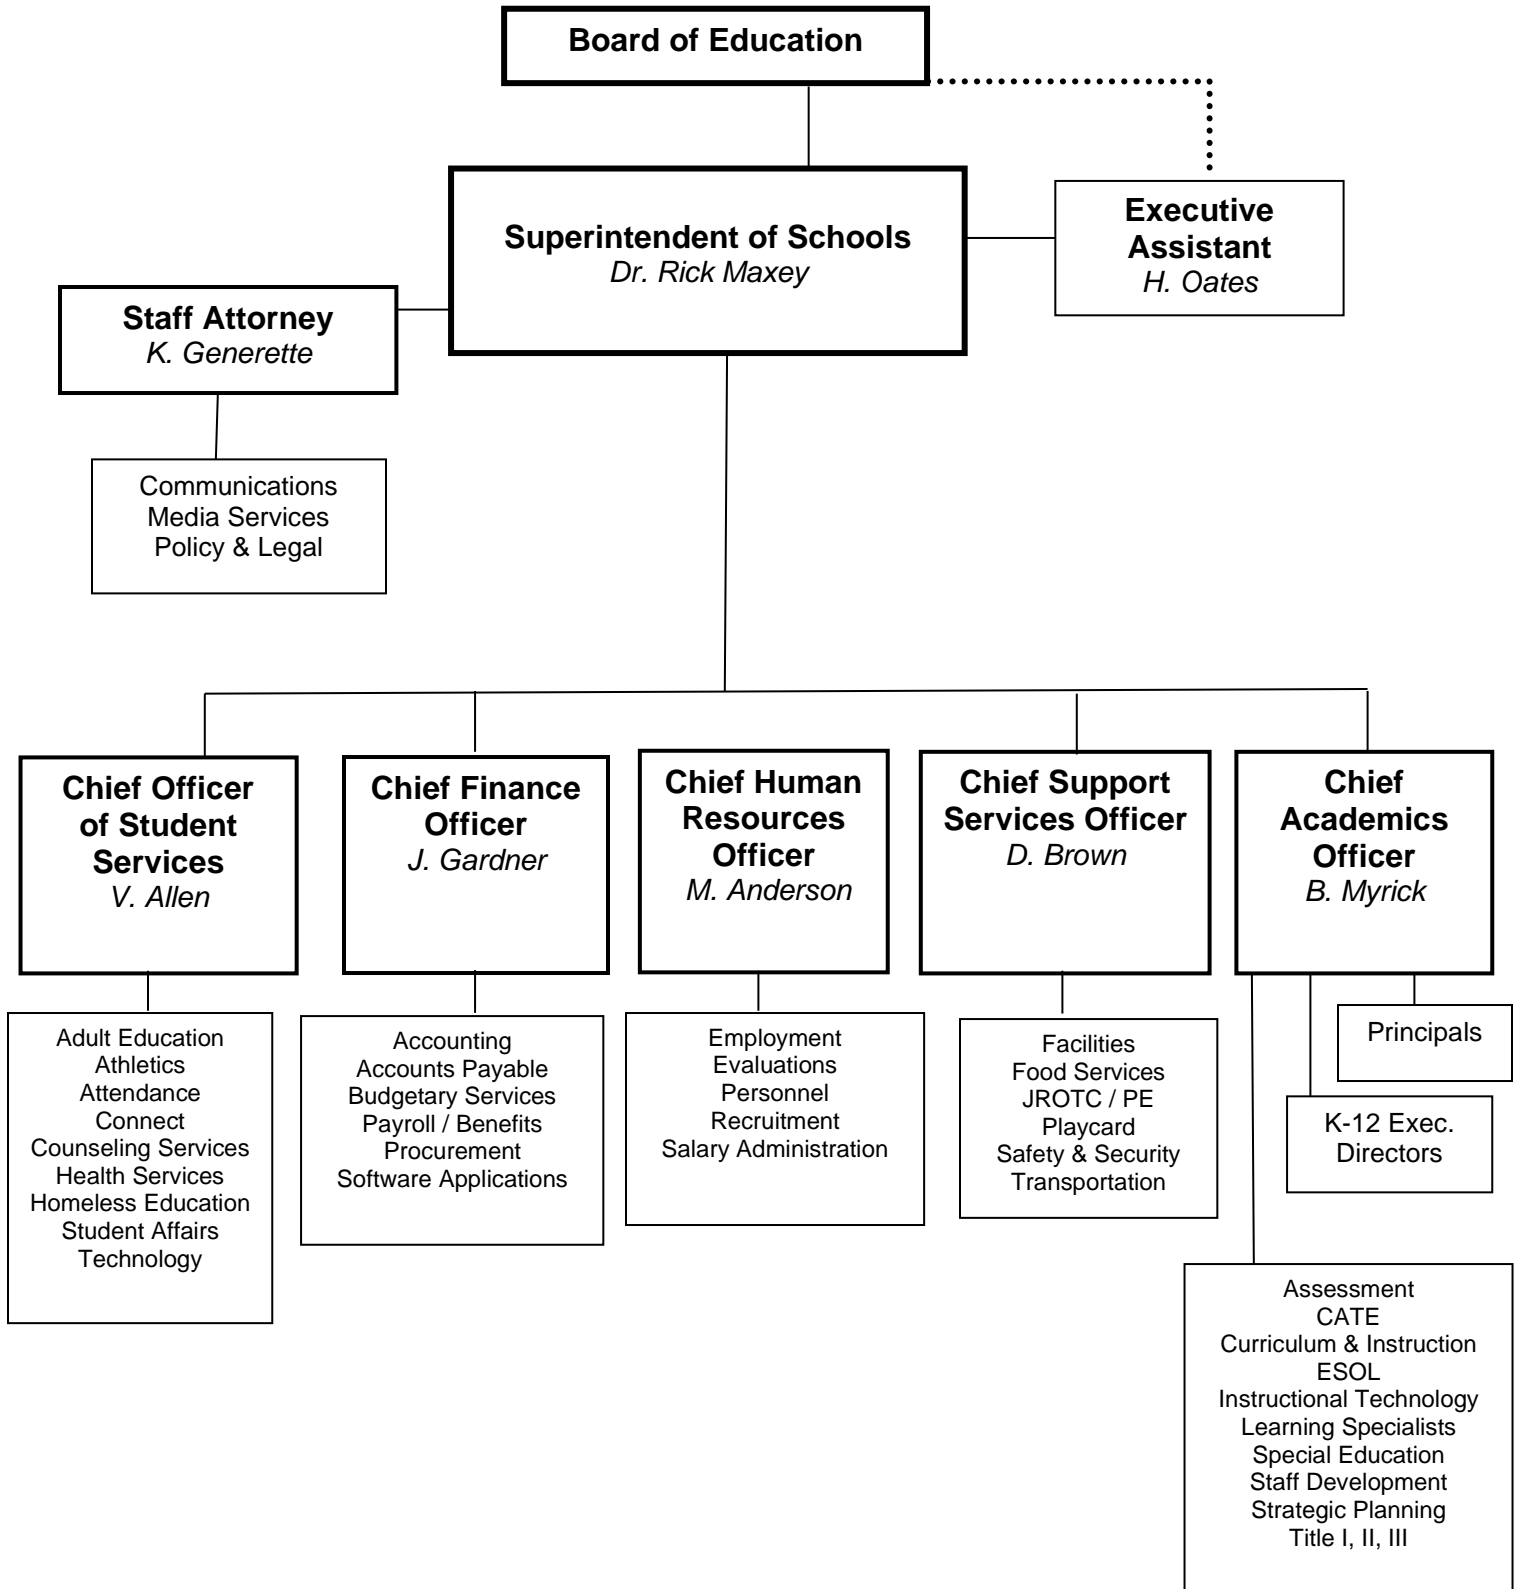 Board of Education
Superintendent of Schools
Dr. Rick Maxey
Executive
Assistant
H. Oates
Staff Attorney
K. Generette
Communications
Media Services
Policy & Legal
Chief Officer
of Student
Services
V. Allen
Chief Finance
Officer
J. Gardner
Chief Human
Resources
Officer
M. Anderson
Chief Support
Services Officer
D. Brown
Chief
Academics
Officer
B. Myrick
Adult Education
Athletics
Attendance
Connect
Counseling Services
Health Services
Homeless Education
Student Affairs
Technology
Accounting
Accounts Payable
Budgetary Services
Payroll / Benefits
Procurement
Software Applications
Employment
Evaluations
Personnel
Recruitment
Salary Administration
Facilities
Food Services
JROTC / PE
Playcard
Safety & Security
Transportation
Principals
K-12 Exec.
Directors
Assessment
CATE
Curriculum & Instruction
ESOL
Instructional Technology
Learning Specialists
Special Education
Staff Development
Strategic Planning
Title I, II, III